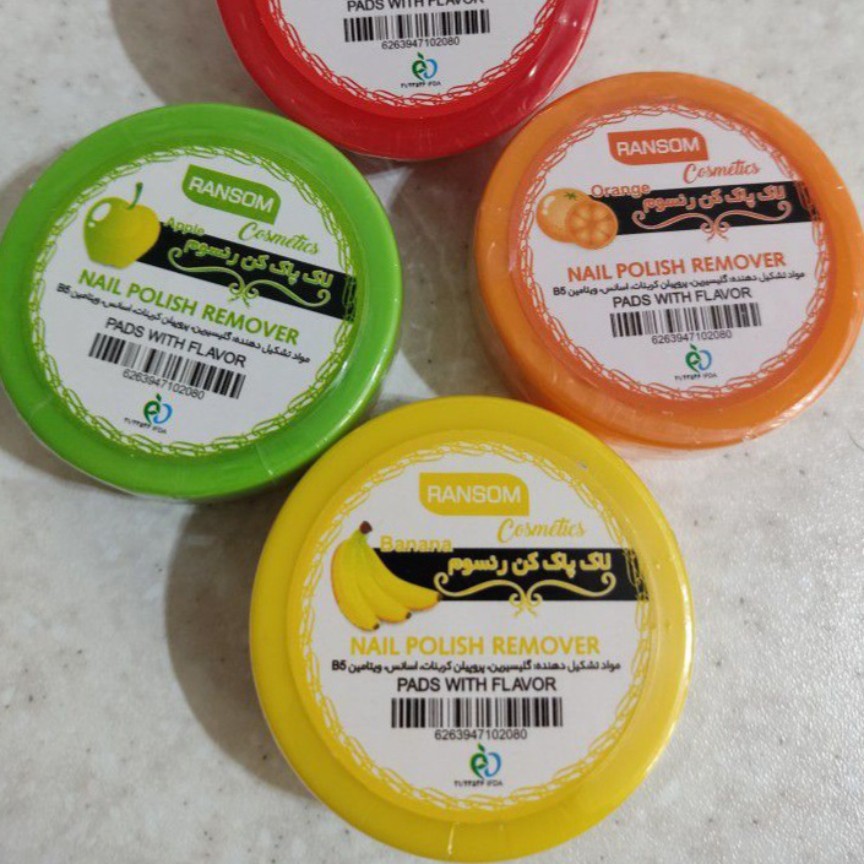 PADS WITH FLAVOR
6263947102080
RANSOM
Cosmetics
Apple
لاک پاک کن رنسوم
NAIL POLISH REMOVER
مواد تشکیل دهنده: گلیسیرین، پروپیلن کربنات، اسانس، ویتامین B5
PADS WITH FLAVOR
6263947102080
RANSOM
Cosmetics
Orange
لاک پاک کن رنسوم
NAIL POLISH REMOVER
مواد تشکیل دهنده: گلیسیرین، پروپیلن کربنات، اسانس، ویتامین B5
PADS WITH FLAVOR
6263947102080
RANSOM
Cosmetics
Banana
لاک پاک کن رنسوم
NAIL POLISH REMOVER
مواد تشکیل دهنده: گلیسیرین، پروپیلن کربنات، اسانس، ویتامین B5
PADS WITH FLAVOR
6263947102080